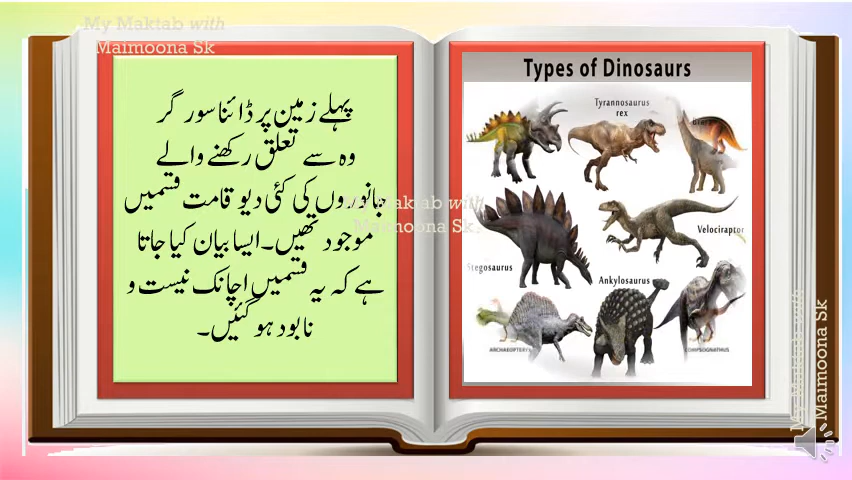 My Maktab with
Maimoona Sk
پہلے زمین پر ڈائنا سور گر
وہ سے تعلق رکھنے والے
جانوروں کی کئی دیو قامت قسمیں
موجود تھیں۔ ایسا بیان کیا جاتا
ہے کہ یہ قسمیں اچانک نیست و
نابود ہو گئیں۔
My Maktab with
Maimoona Sk
Types of Dinosaurs
Tyrannosaurus
rex
Velociraptor
Stegosaurus
Ankylosaurus
ARCHAEOPTERYX
COMPSOGNATHUS
My Maktab with
Maimoona Sk